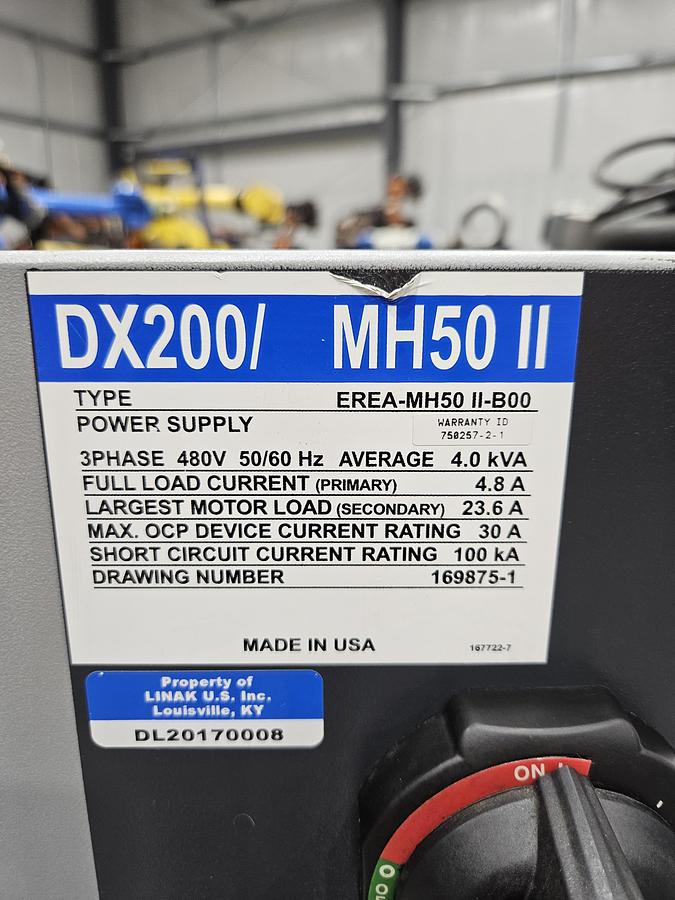 DX200/ MH50 II
TYPE EREA-MH50 II-B00
POWER SUPPLY
WARRANTY ID
750257-2-1
3PHASE 480V 50/60 Hz AVERAGE 4.0 kVA
FULL LOAD CURRENT (PRIMARY) 4.8 A
LARGEST MOTOR LOAD (SECONDARY) 23.6 A
MAX. OCP DEVICE CURRENT RATING 30 A
SHORT CIRCUIT CURRENT RATING 100 kA
DRAWING NUMBER 169875-1
MADE IN USA 167722-7
Property of
LINAK U.S. Inc.
Louisville, KY
DL20170008
ON